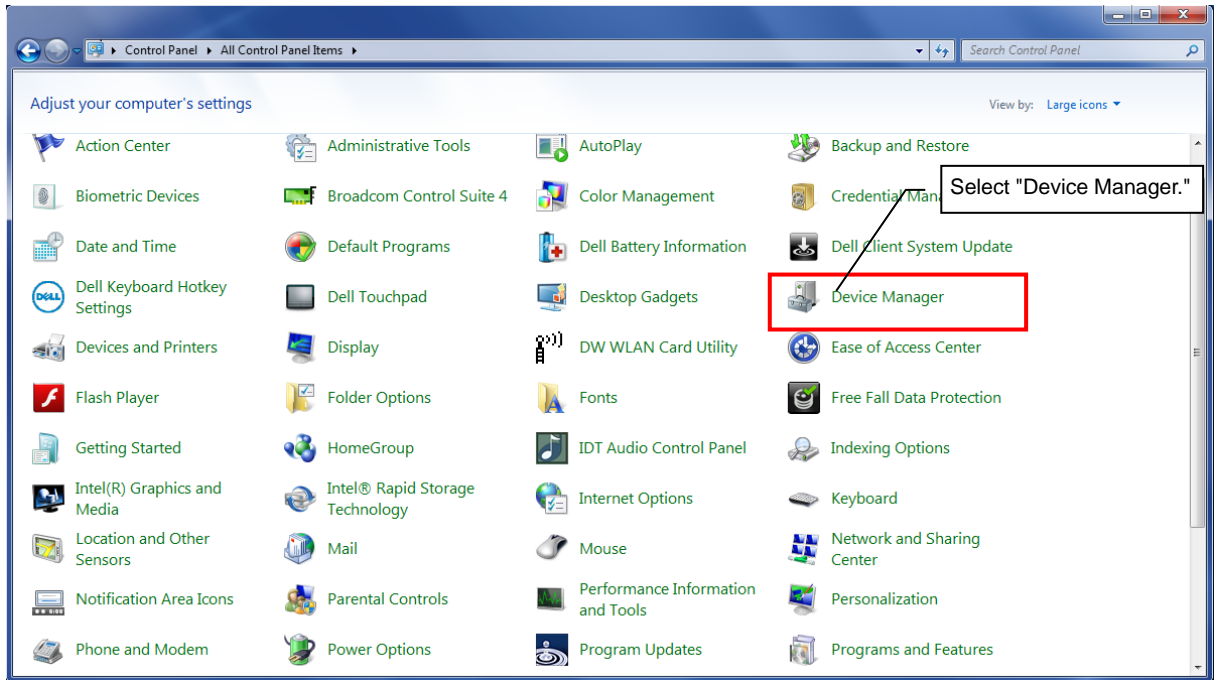 Control Panel
All Control Panel Items
Search Control Panel
Adjust your computer's settings
View by: Large icons
Action Center
Administrative Tools
AutoPlay
Backup and Restore
Select "Device Manager."
Biometric Devices
Broadcom Control Suite 4
Color Management
Credential
Date and Time
Default Programs
Dell Battery Information
Dell Client System Update
DELL
Dell Keyboard Hotkey
Settings
Dell Touchpad
Desktop Gadgets
Device Manager
Devices and Printers
Display
DW WLAN Card Utility
Ease of Access Center
Flash Player
Folder Options
Fonts
Free Fall Data Protection
Getting Started
HomeGroup
IDT Audio Control Panel
Indexing Options
Intel(R) Graphics and
Media
Intel® Rapid Storage
Technology
Internet Options
Keyboard
Location and Other
Sensors
Mail
Mouse
Network and Sharing
Center
Notification Area Icons
Parental Controls
Performance Information
and Tools
Personalization
Phone and Modem
Power Options
Program Updates
Programs and Features